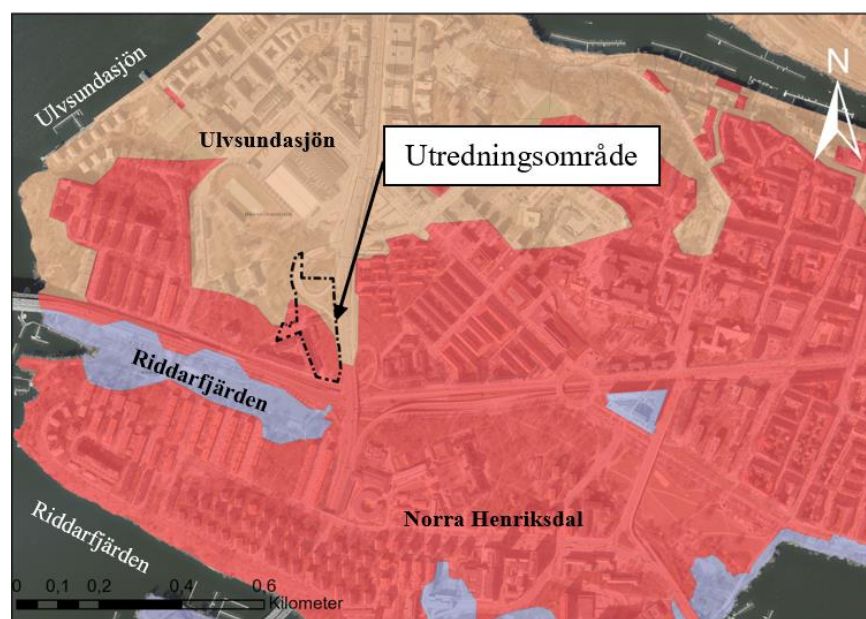 Ulvsundasjön
N
Ulvsundasjön
Utredningsområde
Riddarfjärden
Norra Henriksdal
Riddarfjärden
0 0,1 0,2 0,4 0,6
Kilometer